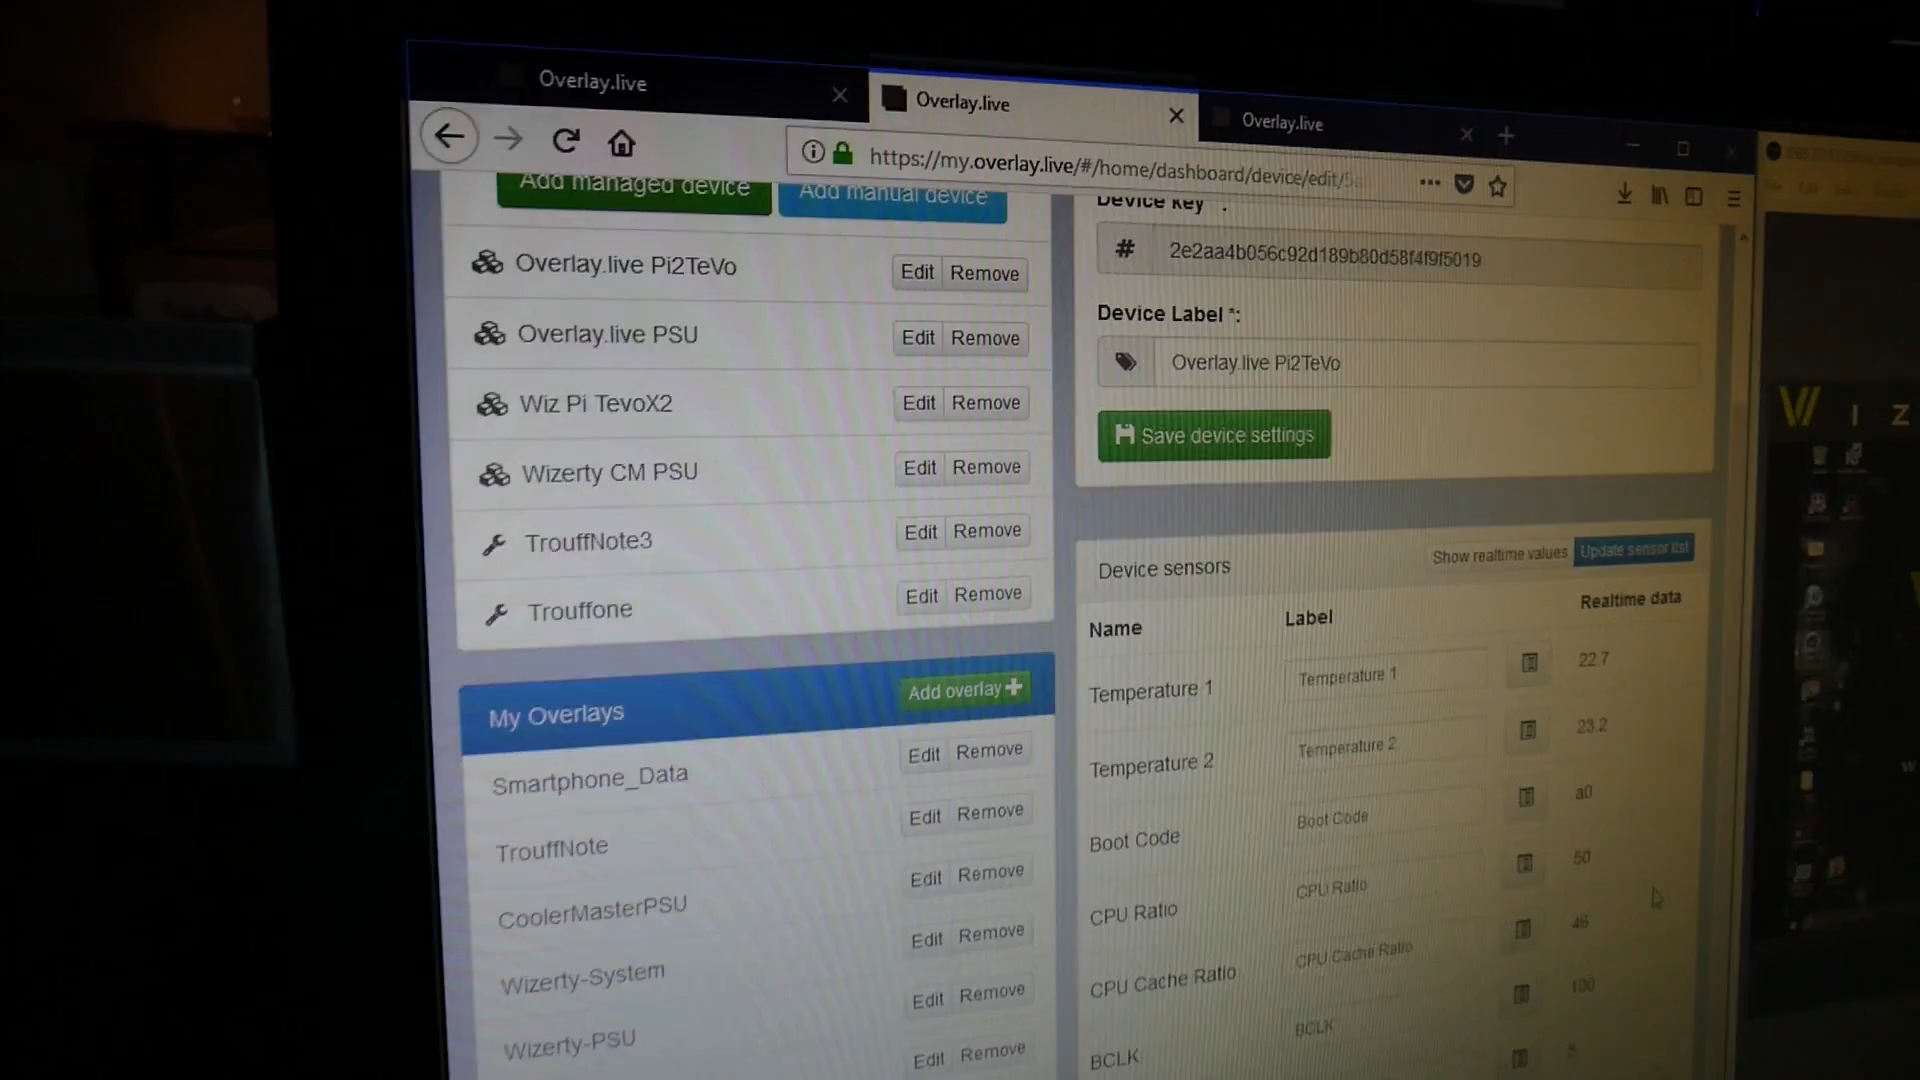 Overlay.live
Overlay.live
Overlay.live
https://my.overlay.live/#/home/dashboard/device/edit/5a
Add managed device
Add manual device
Overlay.live Pi2TeVo
Edit
Remove
Overlay.live PSU
Edit
Remove
Wiz Pi TevoX2
Edit
Remove
Wizerty CM PSU
Edit
Remove
TrouffNote3
Edit
Remove
Trouffone
Edit
Remove
My Overlays
Add overlay
Smartphone_Data
Edit
Remove
TrouffNote
Edit
Remove
CoolerMasterPSU
Edit
Remove
Wizerty-System
Edit
Remove
Wizerty-PSU
Edit
Remove
Edit
Remove
Device key *:
# 2e2aa4b056c92d189b80d58f4f9f5019
Device Label *:
Overlay.live Pi2TeVo
Save device settings
Device sensors
Show realtime values
Update sensor list
Name
Label
Realtime data
Temperature 1
Temperature 1
22.7
Temperature 2
Temperature 2
23.2
Boot Code
Boot Code
a0
CPU Ratio
CPU Ratio
50
CPU Cache Ratio
CPU Cache Ratio
46
BCLK
BCLK
100
W I Z